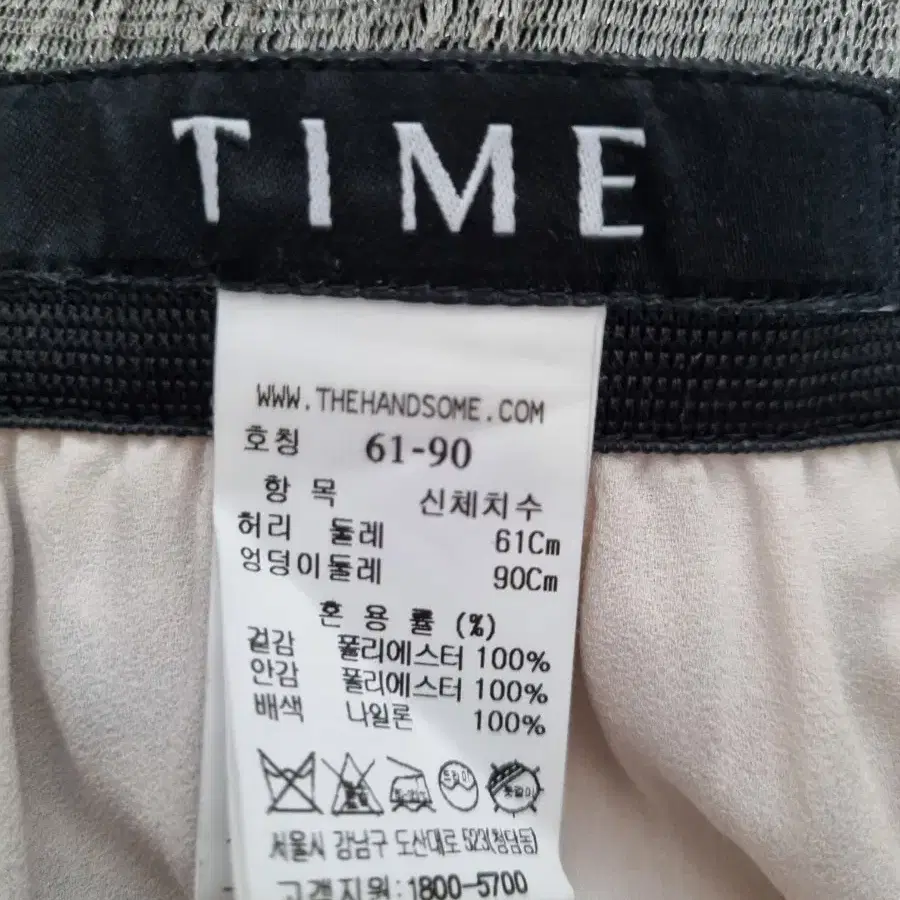 TIME
WWW.THEHANDSOME.COM
호칭 61-90
항 목 신체치수
허리 둘레 61Cm
엉덩이둘레 90Cm
혼 용 률 (%)
겉감 폴리에스터 100%
안감 폴리에스터 100%
배색 나일론 100%
드라이
서울시 강남구 도산대로 523(청담동)
고객지원:1800-5700